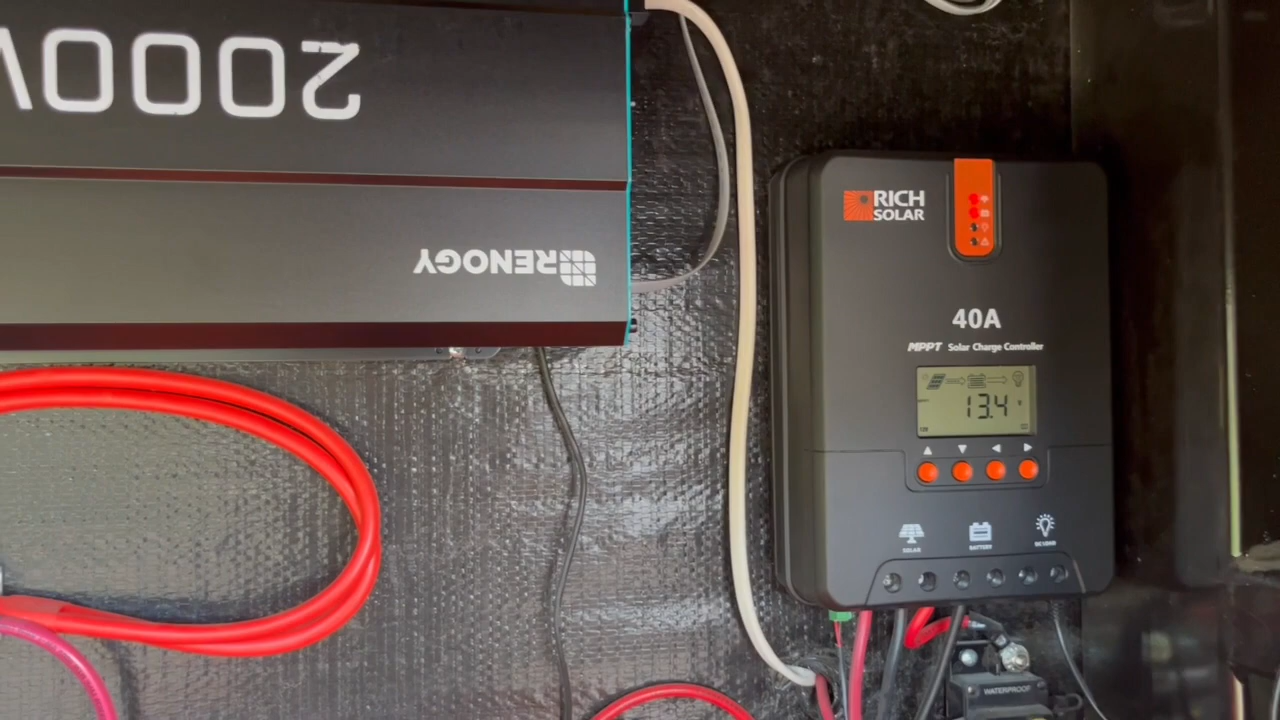 2000W
RENOGY
RICH
SOLAR
40A
MPPT Solar Charge Controller
13.4 V
SOLAR
BATTERY
DC LOAD
WATERPROOF